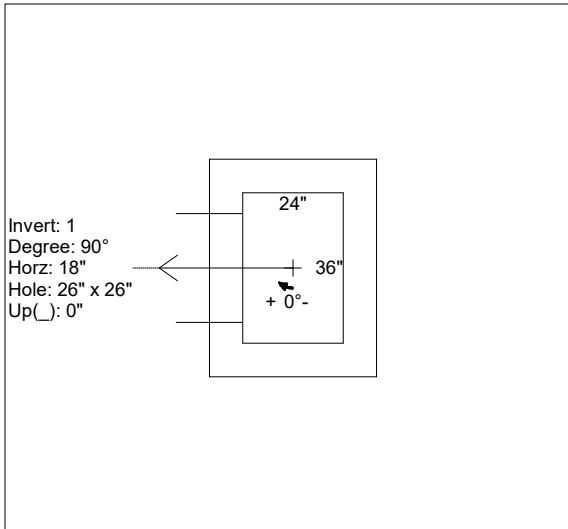 24"
Invert: 1
Degree: 90°
Horz: 18"
Hole: 26" x 26"
Up(_): 0"
36"
+ 0°-